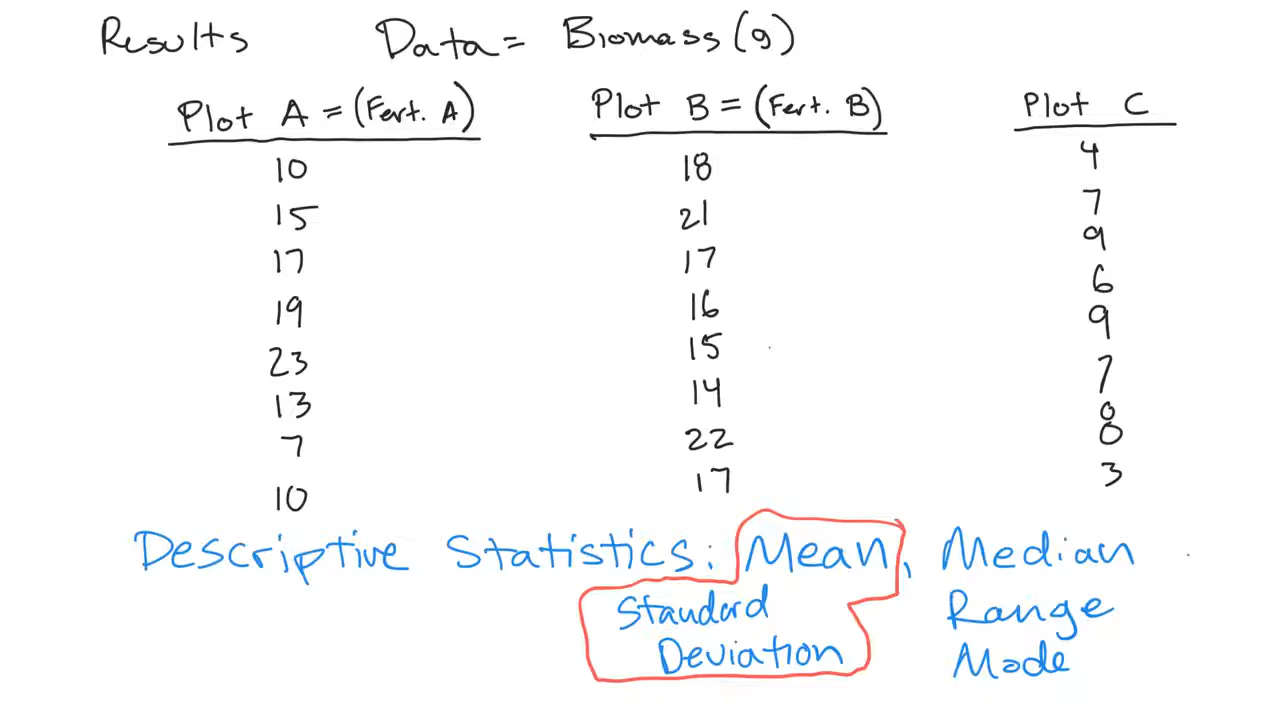 Results Data = Biomass (g)
Plot A = (Fert. A) Plot B = (Fert. B) Plot C
10 18 4
15 21 7
17 17 9
19 16 6
23 15 9
13 14 7
7 22 8
10 17 3
Descriptive Statistics: Mean, Median
Standard Range
Deviation Mode